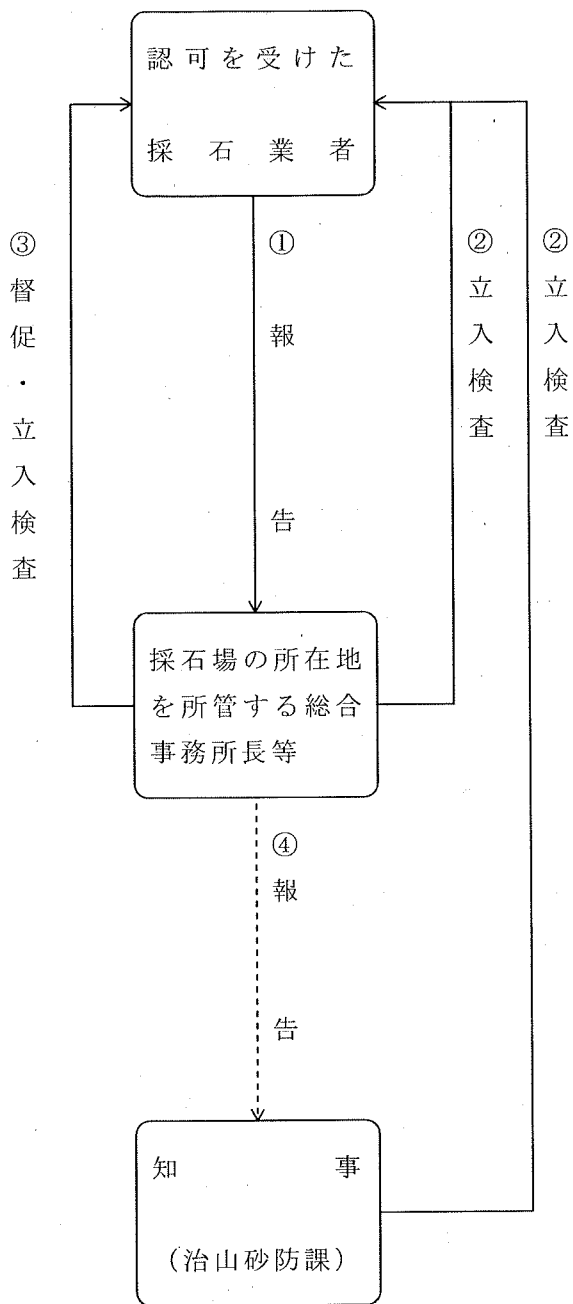 認可を受けた
採石業者
①報告
②立入検査
②立入検査
③督促・立入検査
採石場の所在地
を所管する総合
事務所長等
④報告
知事
(治山砂防課)